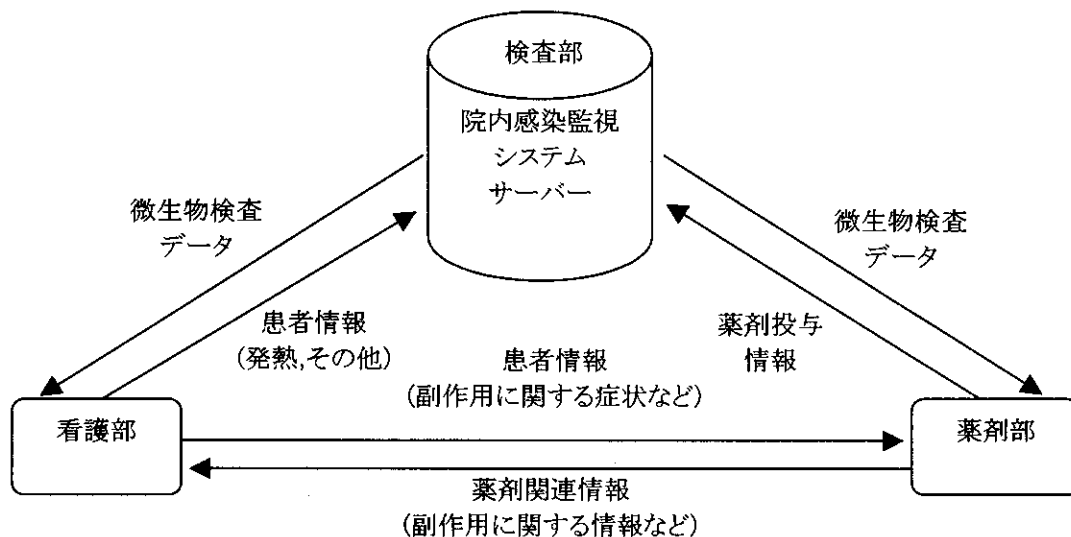 検査部
院内感染監視
システム
サーバー
微生物検査
データ
微生物検査
データ
患者情報
(発熱,その他)
薬剤投与
情報
患者情報
(副作用に関する症状など)
看護部
薬剤部
薬剤関連情報
(副作用に関する情報など)